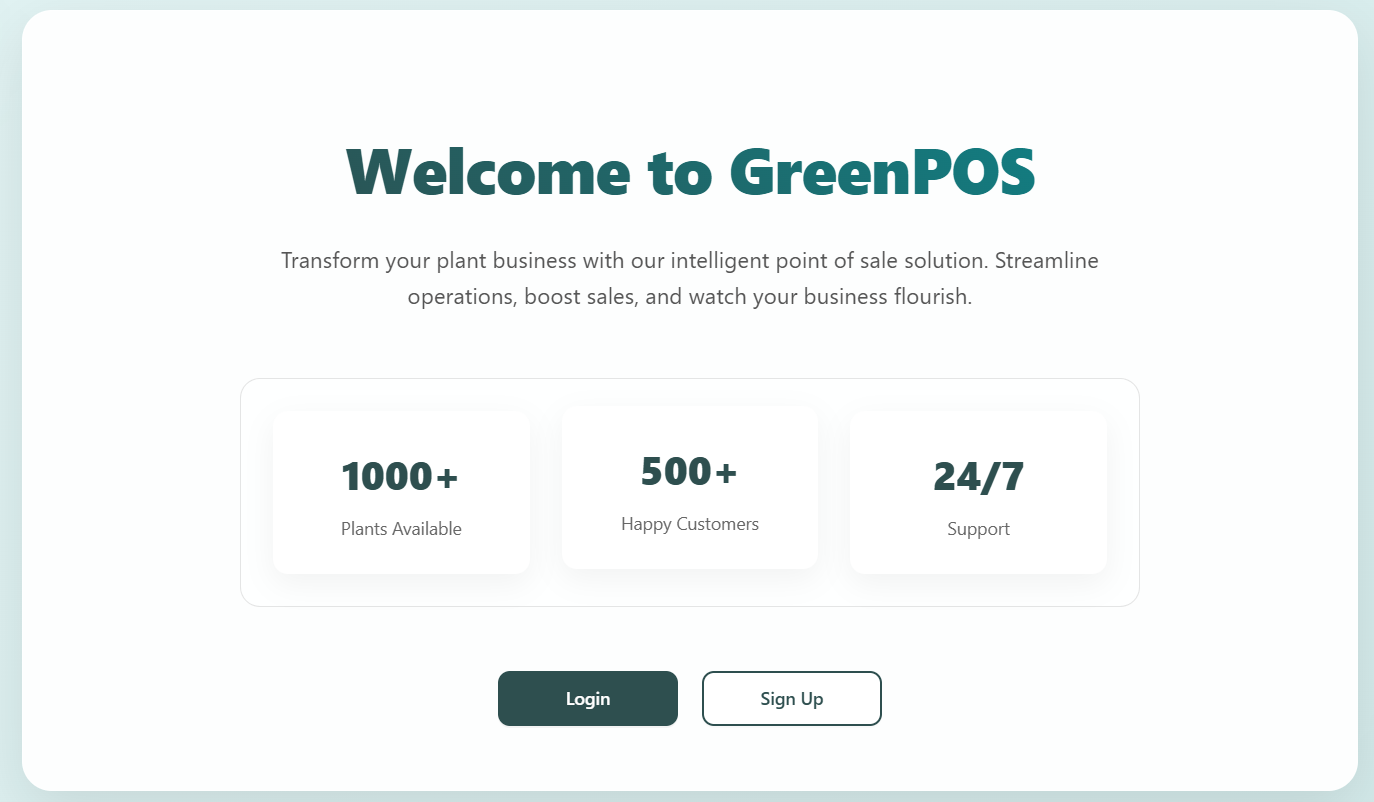 Welcome to GreenPOS
Transform your plant business with our intelligent point of sale solution. Streamline
operations, boost sales, and watch your business flourish.
1000+
Plants Available
500+
Happy Customers
24/7
Support
Login
Sign Up